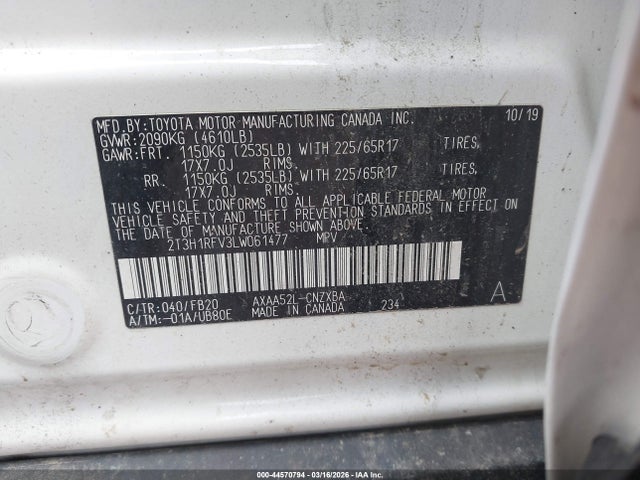 MFD.BY:TOYOTA MOTOR MANUFACTURING CANADA INC. 10/19
GVWR:2090KG (4610LB)
GAWR:FRT. 1150KG (2535LB) WITH 225/65R17 TIRES,
17X7.0J RIMS.
RR. 1150KG (2535LB) WITH 225/65R17 TIRES,
17X7.0J RIMS.
THIS VEHICLE CONFORMS TO ALL APPLICABLE FEDERAL MOTOR
VEHICLE SAFETY AND THEFT PREVENTION STANDARDS IN EFFECT ON
THE DATE OF MANUFACTURE SHOWN ABOVE.
2T3H1RFV3LW061477 MPV
C/TR:040/FB20 AXAA52L-CNZXBA A
A/TM:-01A/UB80E MADE IN CANADA 234
000-44570794 | 03/16/2026 | IAA